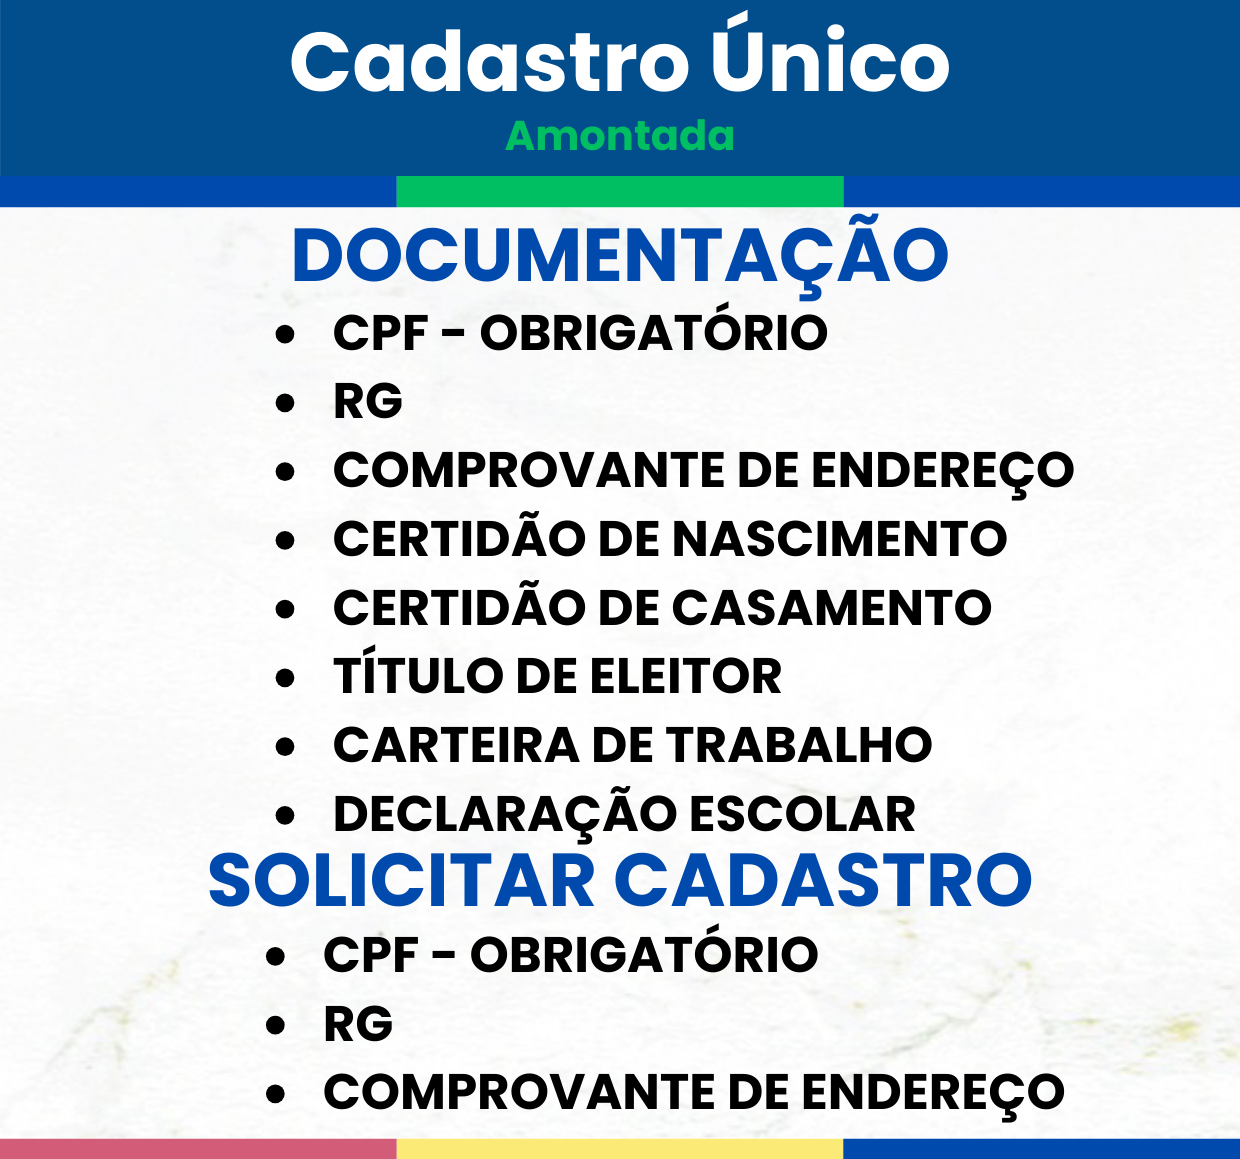 Cadastro Único
Amontada
DOCUMENTAÇÃO
• CPF - OBRIGATÓRIO
• RG
• COMPROVANTE DE ENDEREÇO
• CERTIDÃO DE NASCIMENTO
• CERTIDÃO DE CASAMENTO
• TÍTULO DE ELEITOR
• CARTEIRA DE TRABALHO
• DECLARAÇÃO ESCOLAR
SOLICITAR CADASTRO
• CPF - OBRIGATÓRIO
• RG
• COMPROVANTE DE ENDEREÇO